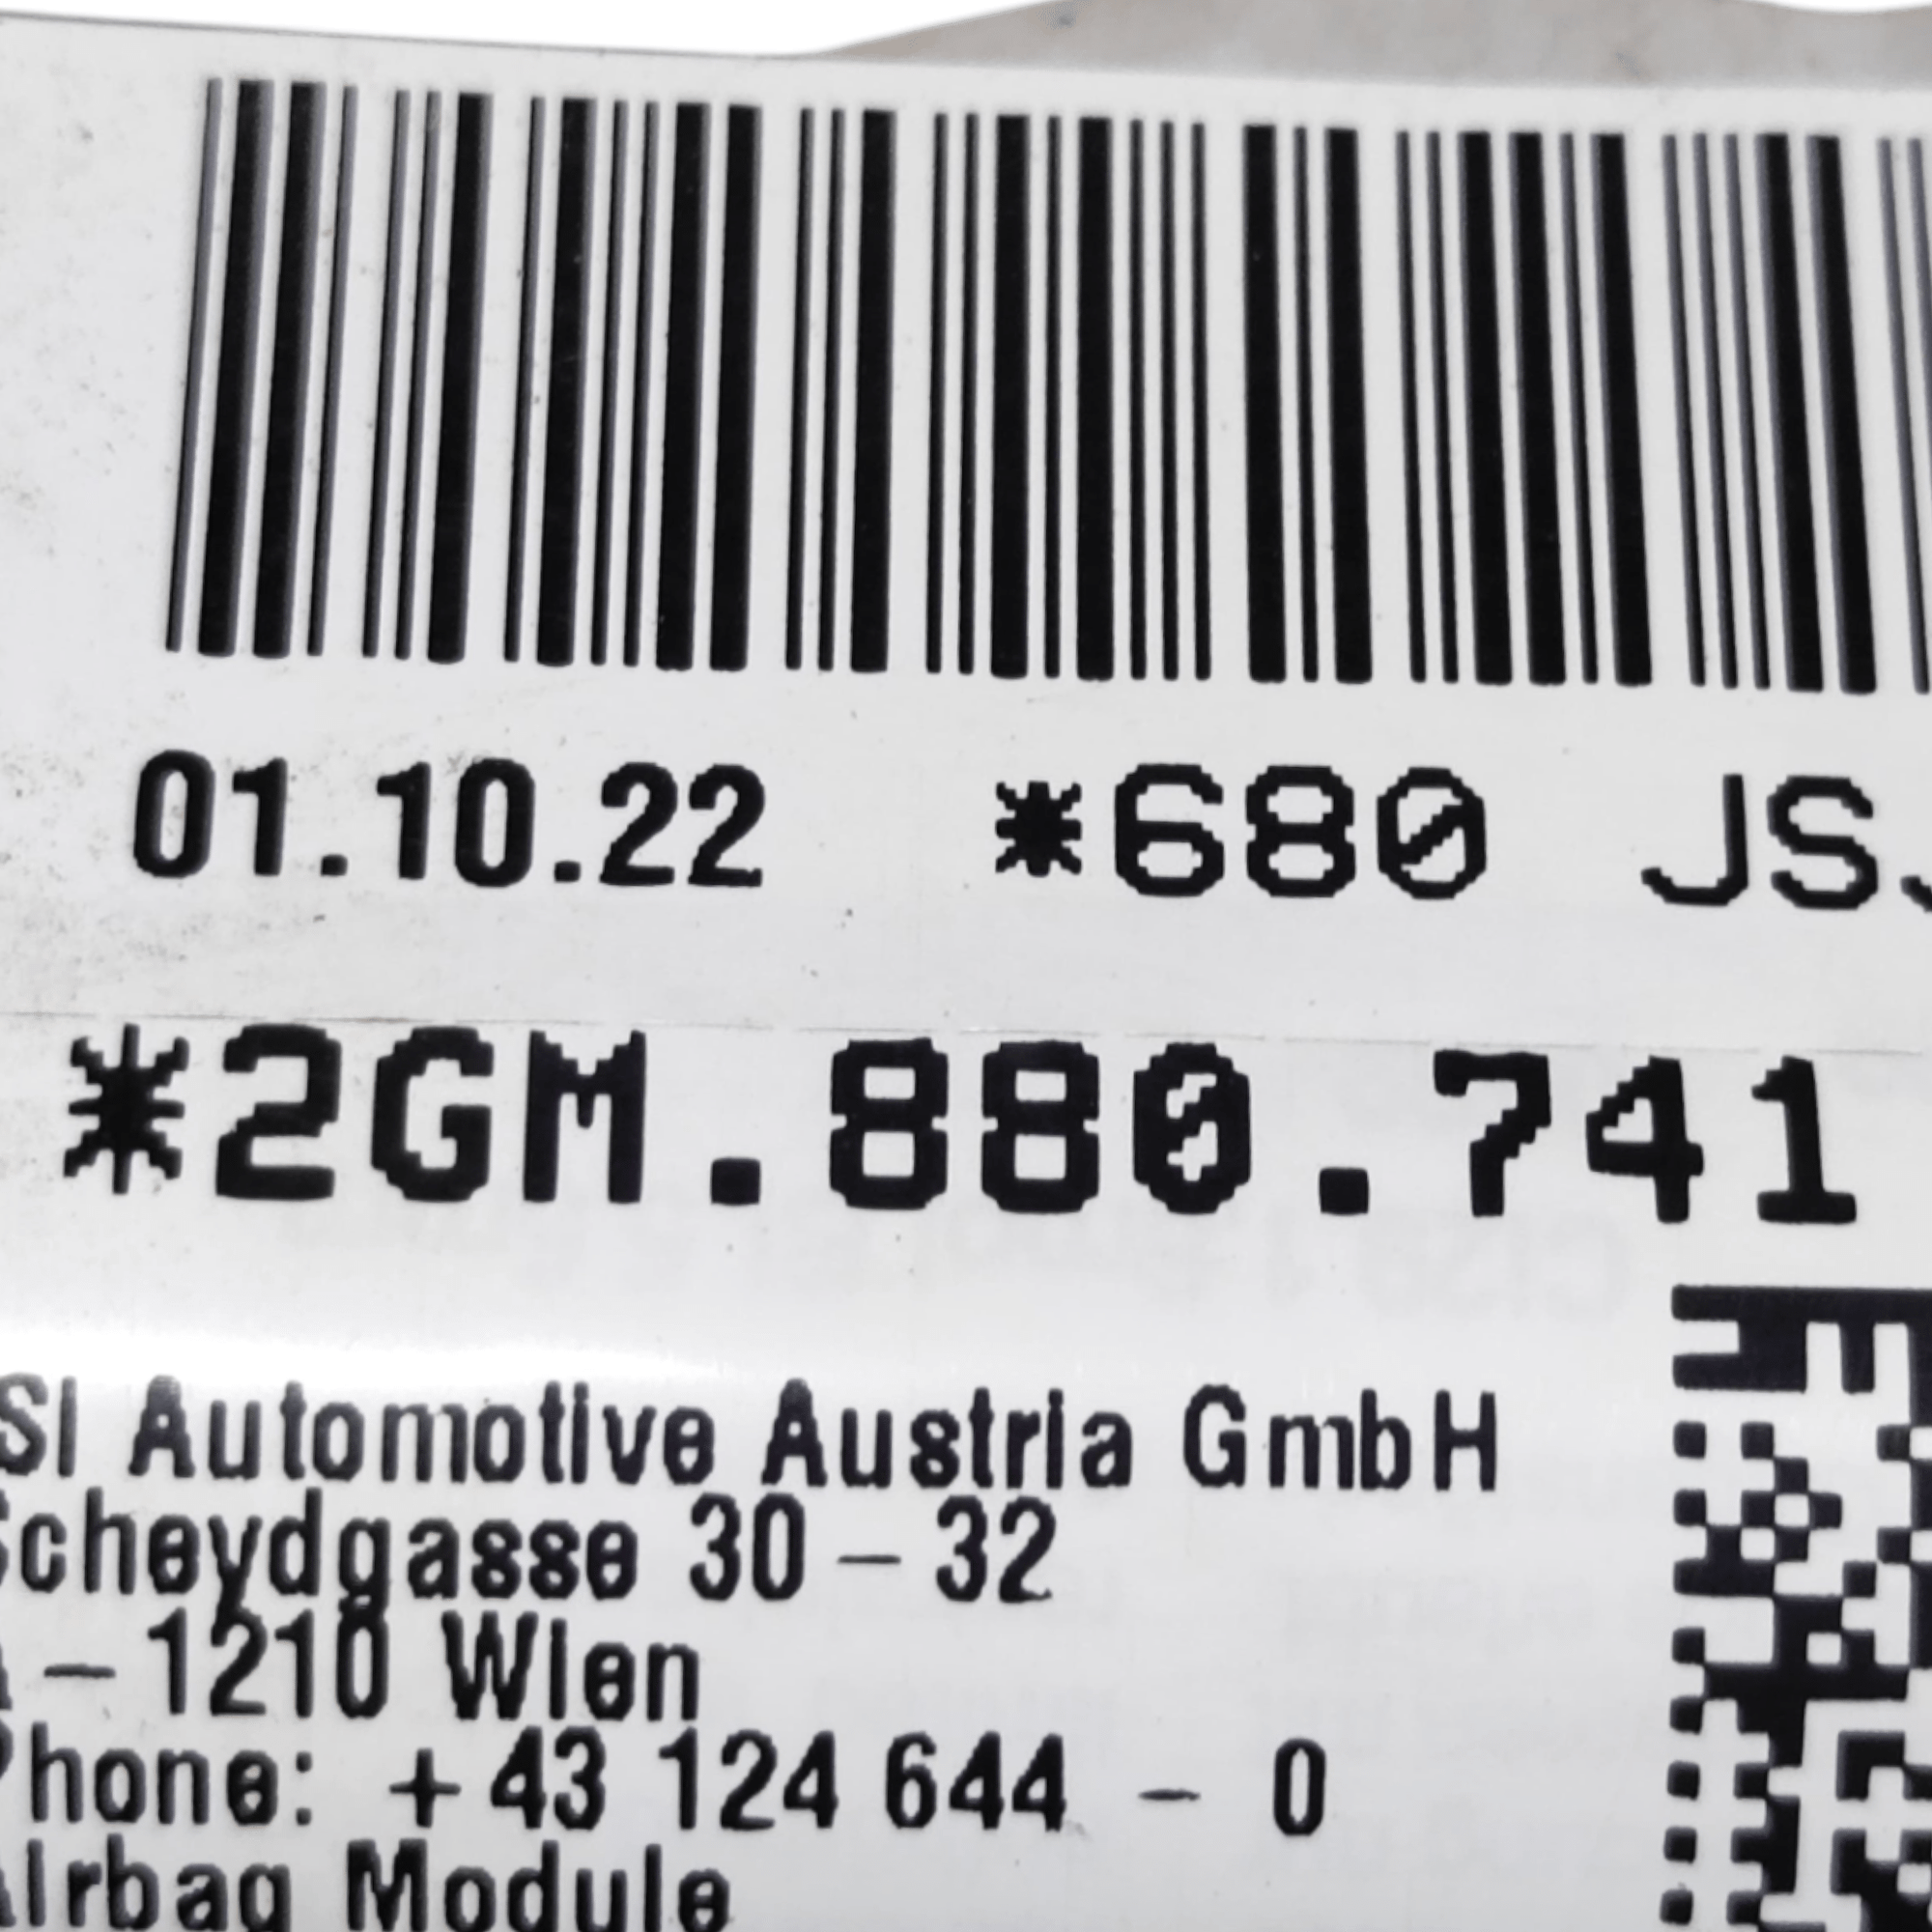 01.10.22 *680 JSJ
*2GM.880.741
SI Automotive Austria GmbH
Scheydgasse 30 – 32
A – 1210 Wien
Phone: + 43 124 644 – 0
Airbag Module